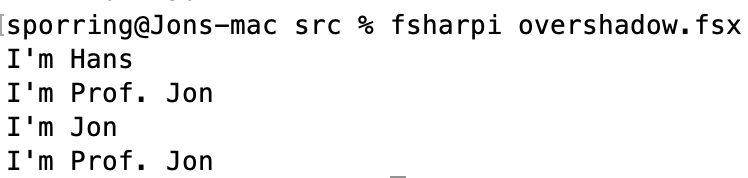 [sporring@Jons-mac src % fsharpi overshadow.fsx
I'm Hans
I'm Prof. Jon
I'm Jon
I'm Prof. Jon